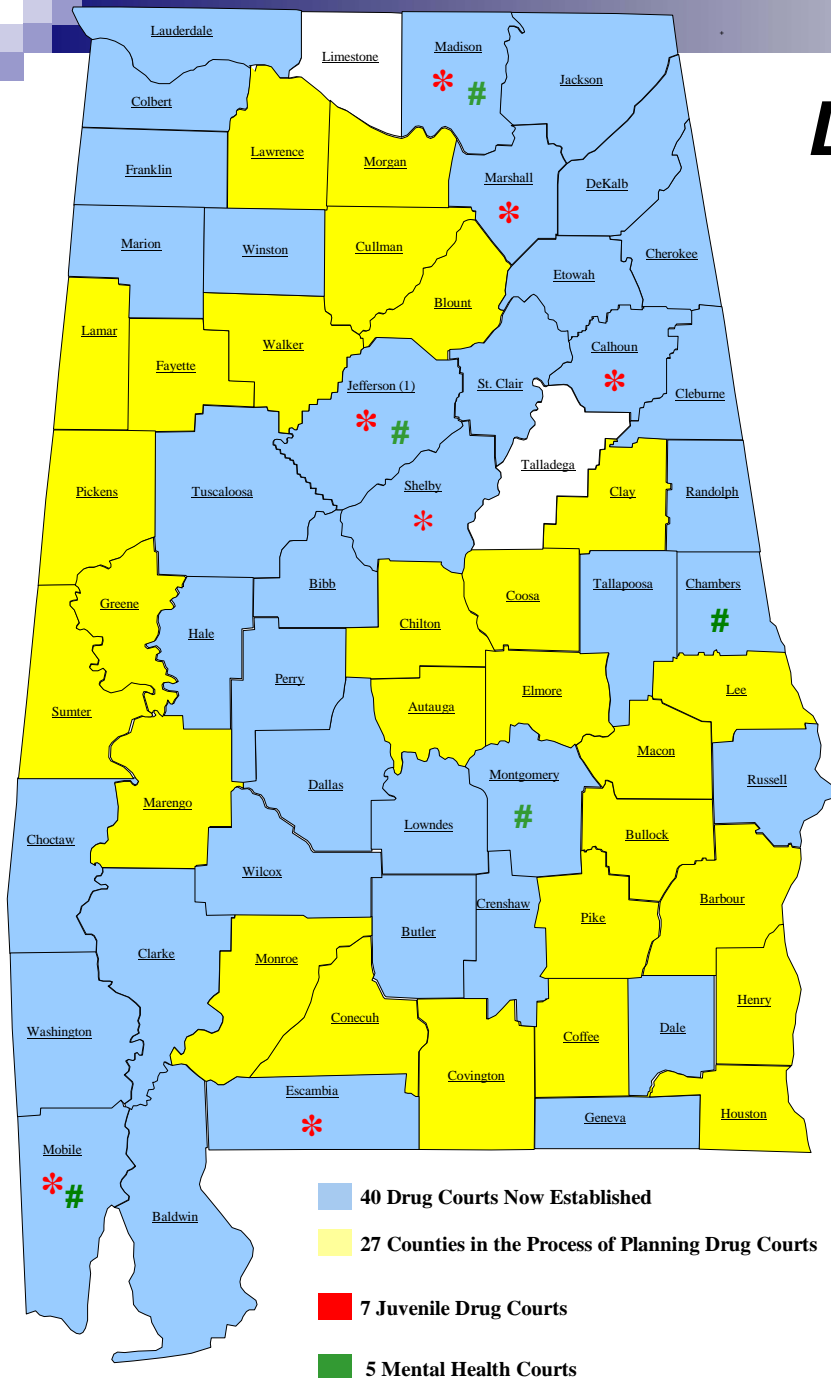 Lauderdale
Limestone
Madison
* #
Jackson
Colbert
L
Lawrence
Morgan
Franklin
Marshall
*
DeKalb
Marion
Winston
Cullman
Cherokee
Etowah
Blount
Lamar
Fayette
Walker
Calhoun
*
Jefferson (1)
* #
St. Clair
Cleburne
Talladega
Pickens
Tuscaloosa
Shelby
*
Clay
Randolph
Bibb
Tallapoosa
Chambers
#
Greene
Coosa
Hale
Chilton
Perry
Lee
Elmore
Autauga
Sumter
Macon
Montgomery
#
Russell
Dallas
Marengo
Lowndes
Bullock
Choctaw
Wilcox
Barbour
Crenshaw
Pike
Butler
Clarke
Monroe
Henry
Conecuh
Washington
Coffee
Dale
Covington
Escambia
*
Houston
Geneva
Mobile
*#
Baldwin
40 Drug Courts Now Established
27 Counties in the Process of Planning Drug Courts
7 Juvenile Drug Courts
5 Mental Health Courts